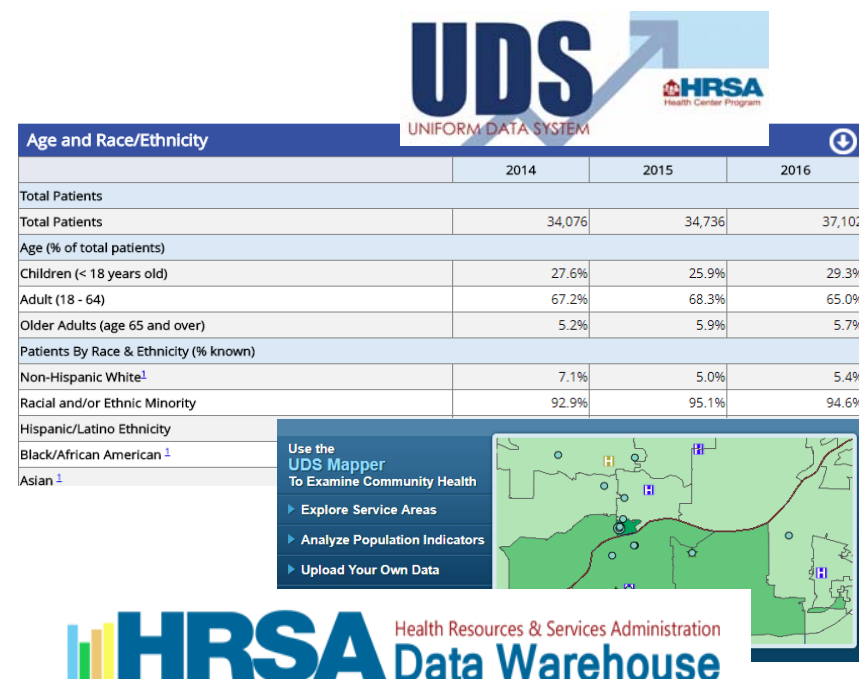 UDS
UNIFORM DATA SYSTEM
HRSA
Health Center Program
Age and Race/Ethnicity
2014 2015 2016
Total Patients
Total Patients 34,076 34,736 37,102
Age (% of total patients)
Children (< 18 years old) 27.6% 25.9% 29.3%
Adult (18 - 64) 67.2% 68.3% 65.0%
Older Adults (age 65 and over) 5.2% 5.9% 5.7%
Patients By Race & Ethnicity (% known)
Non-Hispanic White1 7.1% 5.0% 5.4%
Racial and/or Ethnic Minority 92.9% 95.1% 94.6%
Hispanic/Latino Ethnicity
Black/African American 1
Asian 1
Use the
UDS Mapper
To Examine Community Health
Explore Service Areas
Analyze Population Indicators
Upload Your Own Data
H
H
H
H
H
HRSA
Health Resources & Services Administration
Data Warehouse